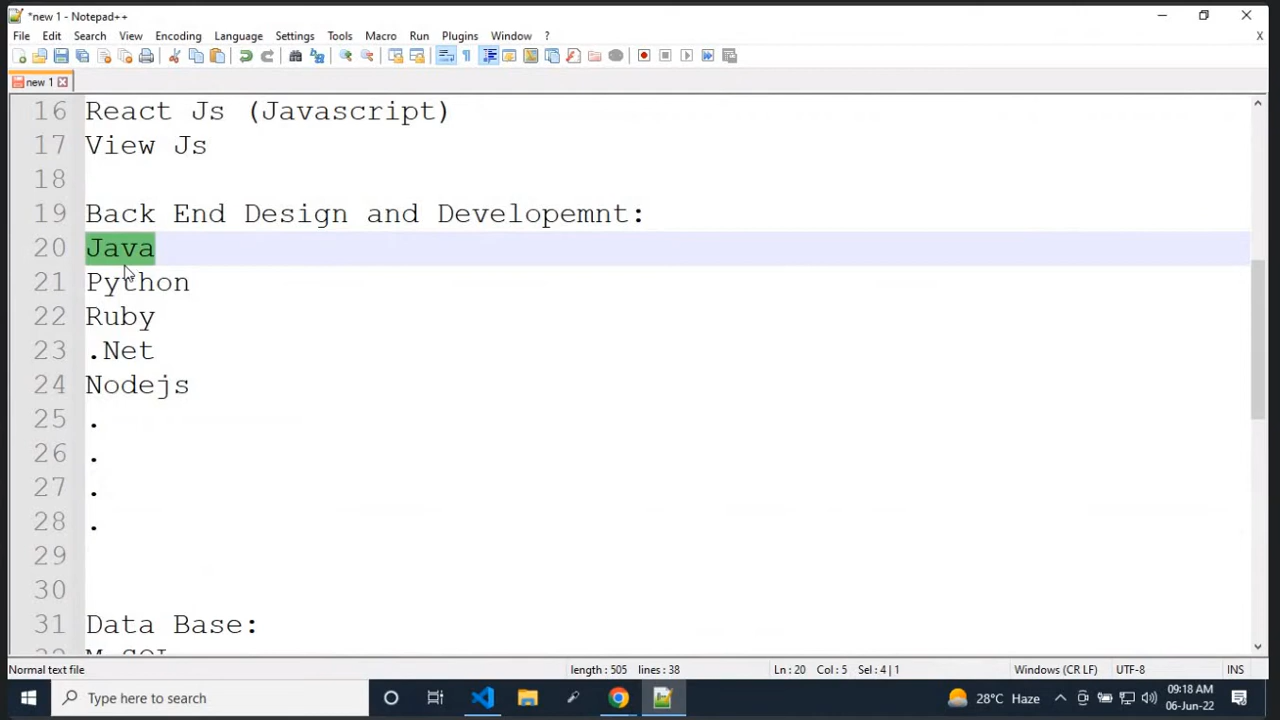 *new 1 - Notepad++
File Edit Search View Encoding Language Settings Tools Macro Run Plugins Window ? X
new 1
16 React Js (Javascript)
17 View Js
18
19 Back End Design and Developemnt:
20 Java
21 Python
22 Ruby
23 .Net
24 Nodejs
25 .
26 .
27 .
28 .
29
30
31 Data Base:
Normal text file length : 505 lines : 38 Ln : 20 Col : 5 Sel : 4 | 1 Windows (CR LF) UTF-8 INS
Type here to search 28°C Haze 09:18 AM
06-Jun-22